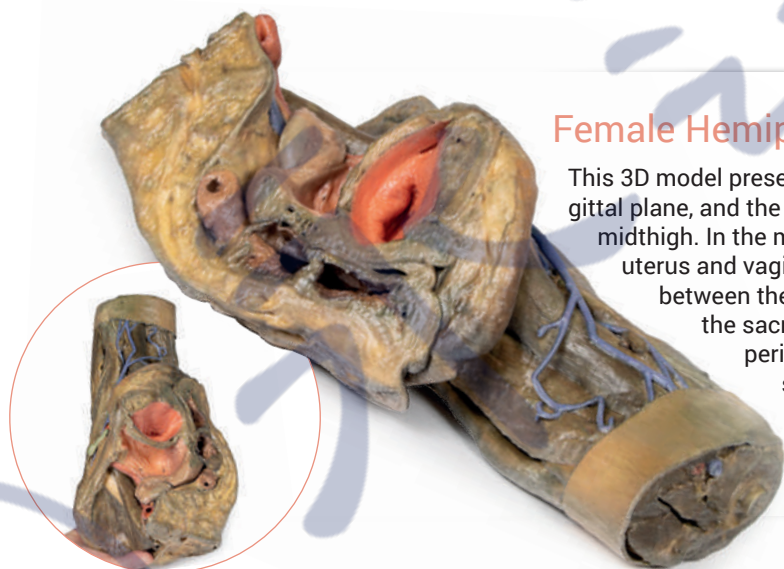 Female Hemip
This 3D model prese
gittal plane, and the
midthigh. In the
uterus and vagi
between the
the sacr
peri
s